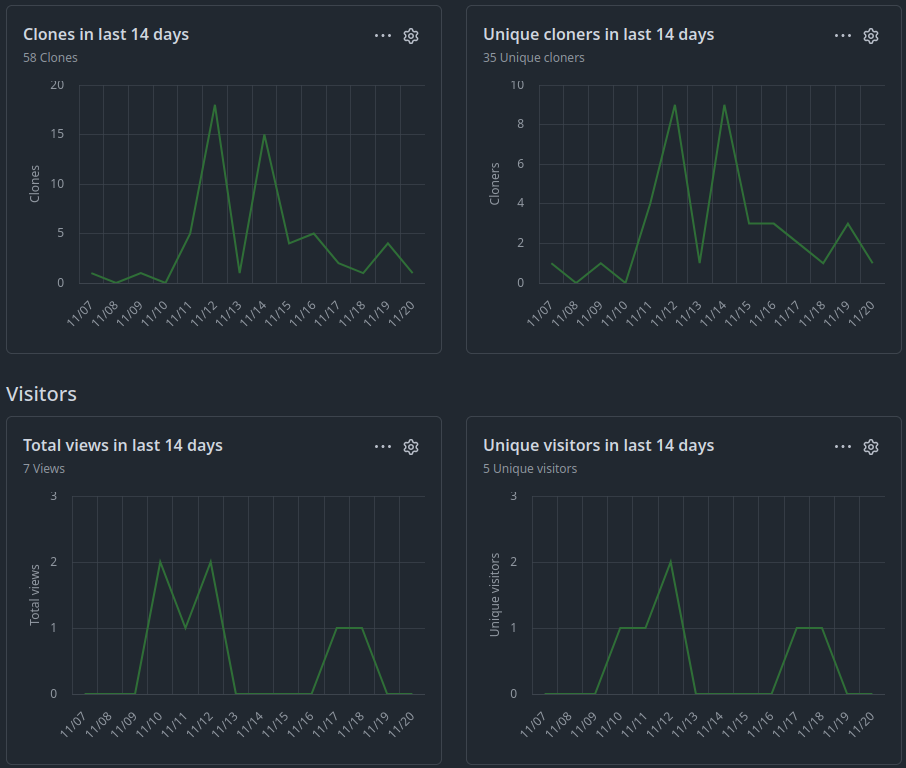 Clones in last 14 days
58 Clones
20
15
10
5
0
Clones
11/07 11/08 11/09 11/10 11/11 11/12 11/13 11/14 11/15 11/16 11/17 11/18 11/19 11/20
Unique cloners in last 14 days
35 Unique cloners
10
8
6
4
2
0
Cloners
11/07 11/08 11/09 11/10 11/11 11/12 11/13 11/14 11/15 11/16 11/17 11/18 11/19 11/20
Visitors
Total views in last 14 days
7 Views
3
2
1
0
Total views
11/07 11/08 11/09 11/10 11/11 11/12 11/13 11/14 11/15 11/16 11/17 11/18 11/19 11/20
Unique visitors in last 14 days
5 Unique visitors
3
2
1
0
Unique visitors
11/07 11/08 11/09 11/10 11/11 11/12 11/13 11/14 11/15 11/16 11/17 11/18 11/19 11/20